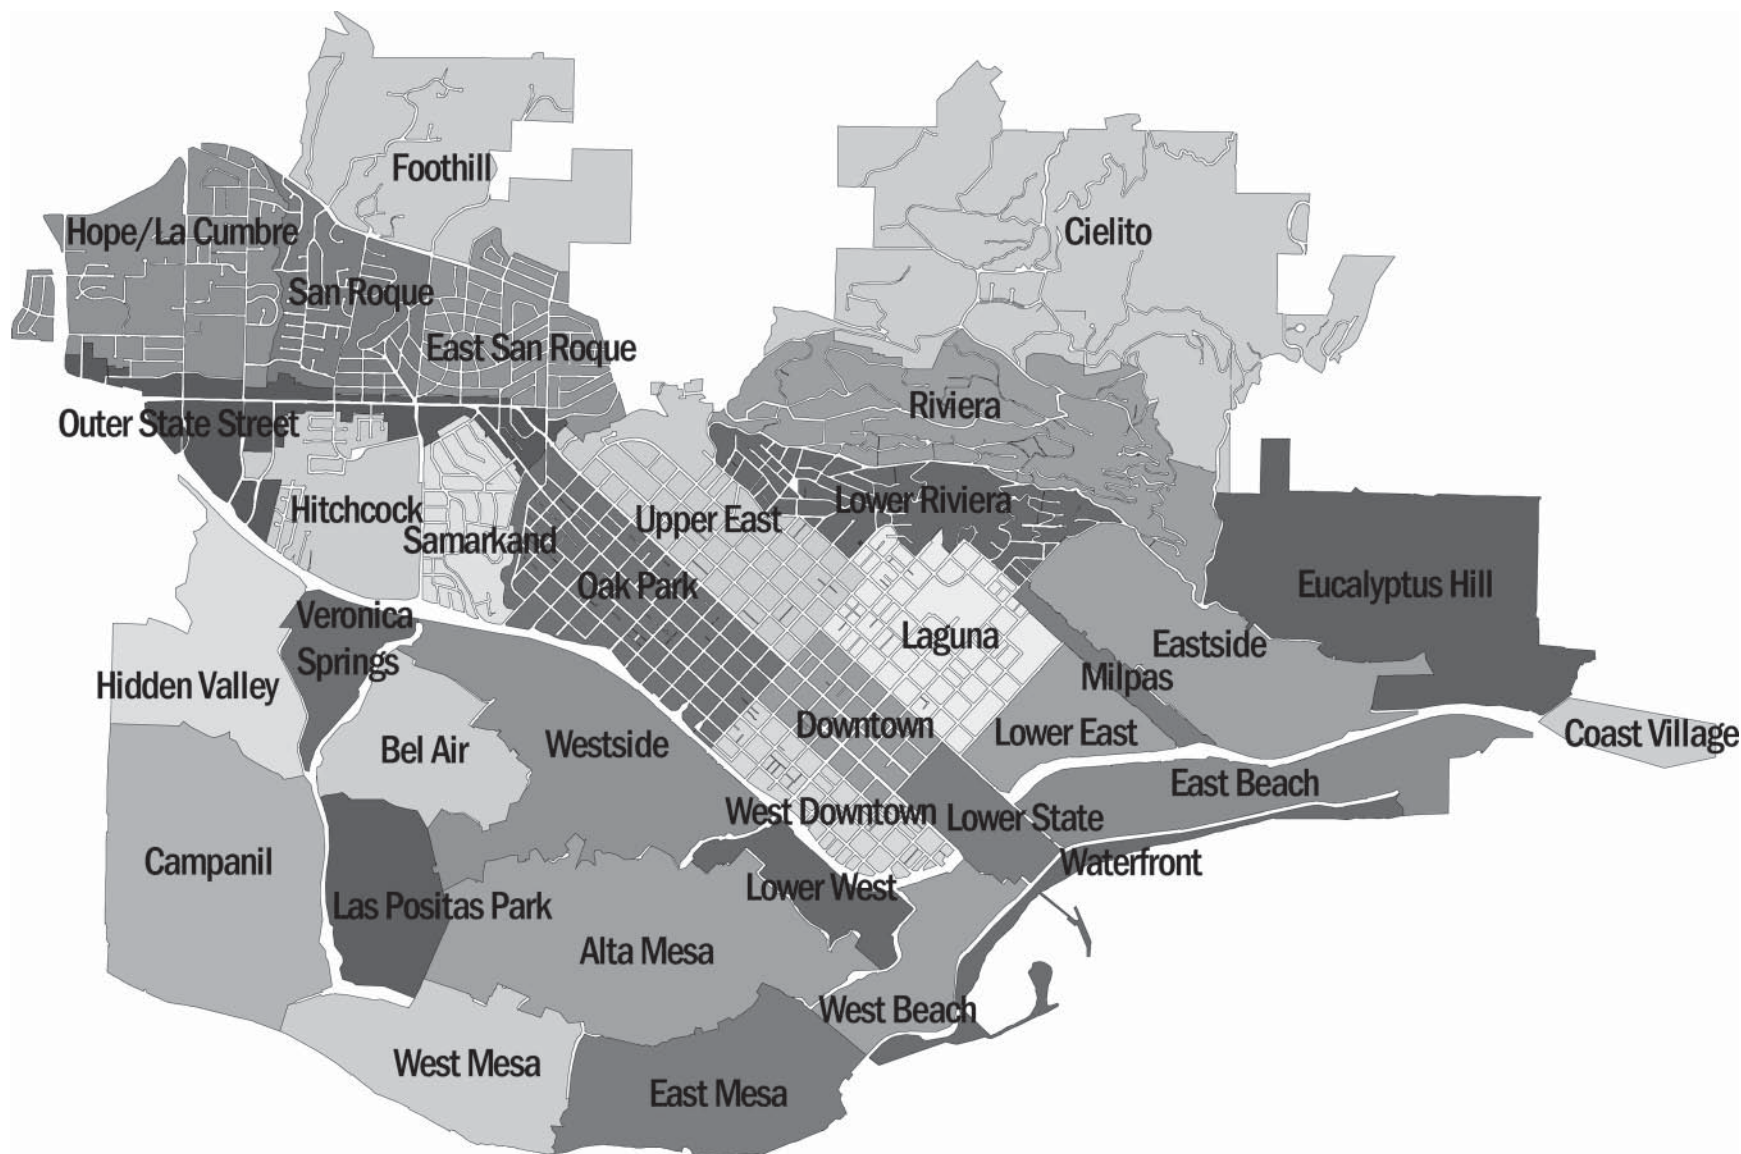 Foothill
Hope/La Cumbre
Cielito
San Roque
East San Roque
Riviera
Outer State Street
Lower Riviera
Hitchcock
Upper East
Samarkand
Oak Park
Eucalyptus Hill
Veronica
Springs
Laguna
Eastside
Milpas
Hidden Valley
Downtown
Lower East
Coast Village
Bel Air
Westside
East Beach
West Downtown
Lower State
Campanil
Waterfront
Lower West
Las Positas Park
Alta Mesa
West Beach
West Mesa
East Mesa